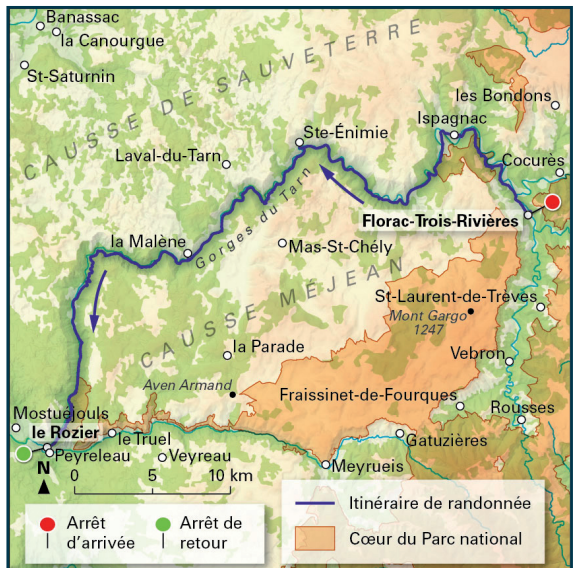 Banassac
la Canourgue
St-Saturnin
CAUSSE DE SAUVETERRE
les Bondons
Ispagnac
Ste-Énimie
Laval-du-Tarn
Cocurès
Gorges du Tarn
Florac-Trois-Rivières
la Malène
Mas-St-Chély
CAUSSE MÉJEAN
St-Laurent-de-Trèves
Mont Gargo
1247
la Parade
Vebron
Aven Armand
Fraissinet-de-Fourques
Mostuéjouls
Rousses
le Rozier
le Truel
Gatuzières
Peyreleau
Veyreau
Meyrueis
N
0 5 10 km
Arrêt
d'arrivée
Arrêt de
retour
Itinéraire de randonnée
Cœur du Parc national